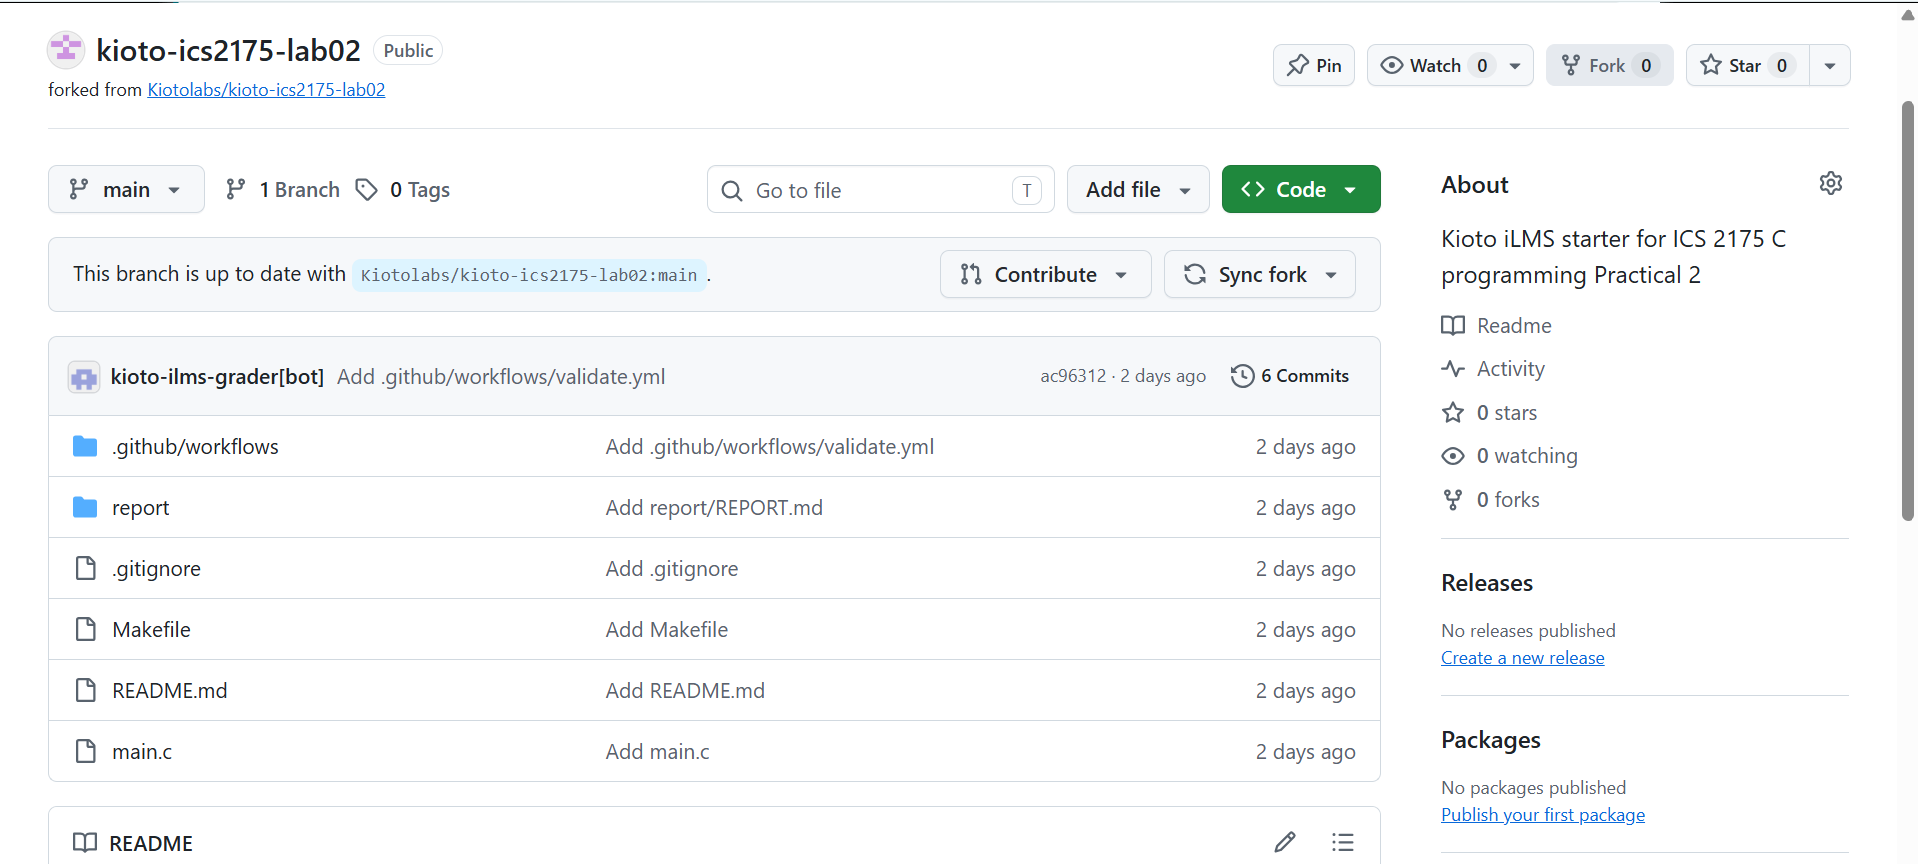 kioto-ics2175-lab02 Public
forked from Kiotolabs/kioto-ics2175-lab02
Pin Watch 0 Fork 0 Star 0
main 1 Branch 0 Tags Go to file T Add file <> Code
This branch is up to date with Kiotolabs/kioto-ics2175-lab02:main . Contribute Sync fork
kioto-ilms-grader[bot] Add .github/workflows/validate.yml ac96312 · 2 days ago 6 Commits
.github/workflows Add .github/workflows/validate.yml 2 days ago
report Add report/REPORT.md 2 days ago
.gitignore Add .gitignore 2 days ago
Makefile Add Makefile 2 days ago
README.md Add README.md 2 days ago
main.c Add main.c 2 days ago
README
About
Kioto iLMS starter for ICS 2175 C
programming Practical 2
Readme
Activity
0 stars
0 watching
0 forks
Releases
No releases published
Create a new release
Packages
No packages published
Publish your first package